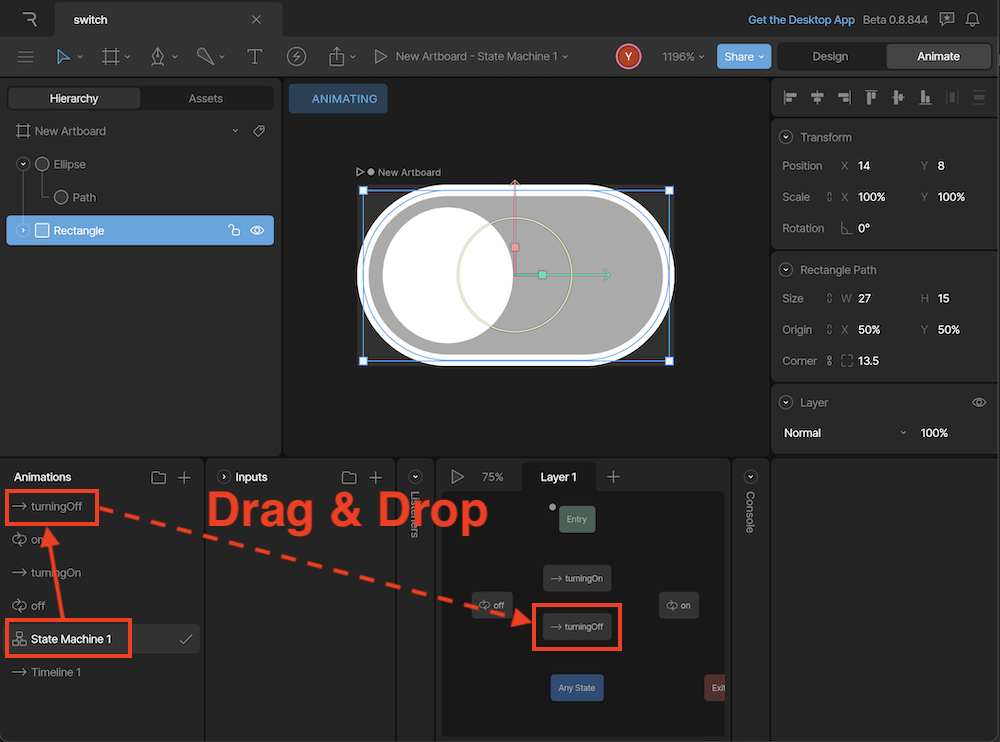 switch
Get the Desktop App Beta 0.8.844
New Artboard - State Machine 1
Y
1196%
Share
Design
Animate
Hierarchy
Assets
ANIMATING
New Artboard
Ellipse
Path
Rectangle
New Artboard
Transform
Position X 14 Y 8
Scale X 100% Y 100%
Rotation 0°
Rectangle Path
Size W 27 H 15
Origin X 50% Y 50%
Corner 13.5
Layer
Normal 100%
Animations
turningOff
on
turningOn
off
State Machine 1
Timeline 1
Inputs
Drag & Drop
Listeners
75%
Layer 1
Entry
turningOn
off
on
turningOff
Any State
Exit
Console